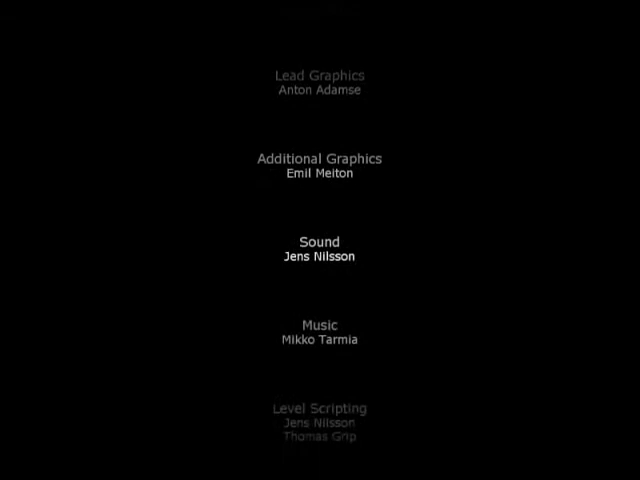 Lead Graphics
Anton Adamse
Additional Graphics
Emil Meiton
Sound
Jens Nilsson
Music
Mikko Tarmia
Level Scripting
Jens Nilsson
Thomas Grip